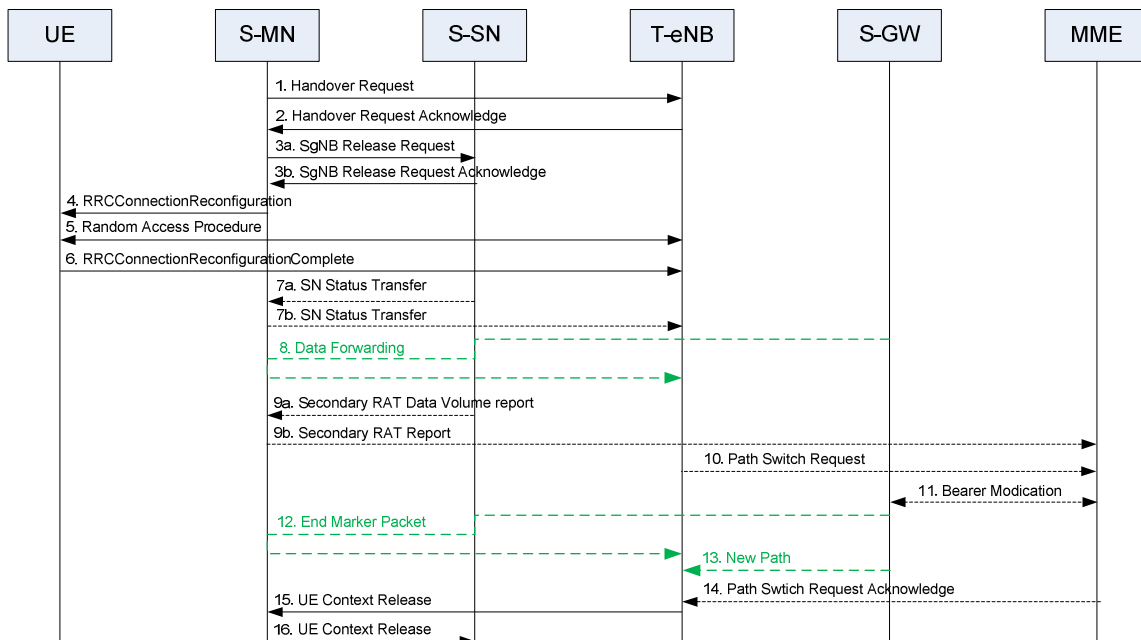 UE
S-MN
S-SN
T-eNB
S-GW
MME
1. Handover Request
2. Handover Request Acknowledge
3a. SgNB Release Request
3b. SgNB Release Request Acknowledge
4. RRCConnectionReconfiguration
5. Random Access Procedure
6. RRCConnectionReconfigurationComplete
7a. SN Status Transfer
7b. SN Status Transfer
8. Data Forwarding
9a. Secondary RAT Data Volume report
9b. Secondary RAT Report
10. Path Switch Request
11. Bearer Modication
12. End Marker Packet
13. New Path
14. Path Swtich Request Acknowledge
15. UE Context Release
16. UE Context Release